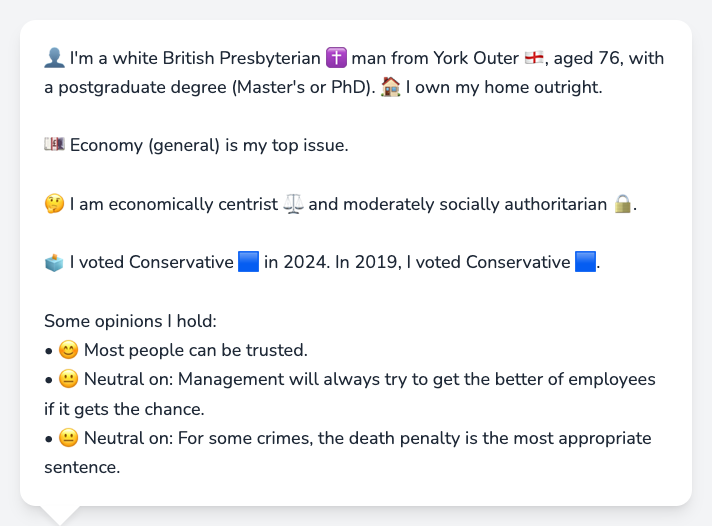 👤 I'm a white British Presbyterian ✝️ man from York Outer 🏴󠁧󠁢󠁥󠁮󠁧󠁿, aged 76, with
a postgraduate degree (Master's or PhD). 🏠 I own my home outright.
💷 Economy (general) is my top issue.
🤔 I am economically centrist ⚖️ and moderately socially authoritarian 🔒.
🗳️ I voted Conservative 🟦 in 2024. In 2019, I voted Conservative 🟦.
Some opinions I hold:
• 😊 Most people can be trusted.
• 😐 Neutral on: Management will always try to get the better of employees
if it gets the chance.
• 😐 Neutral on: For some crimes, the death penalty is the most appropriate
sentence.